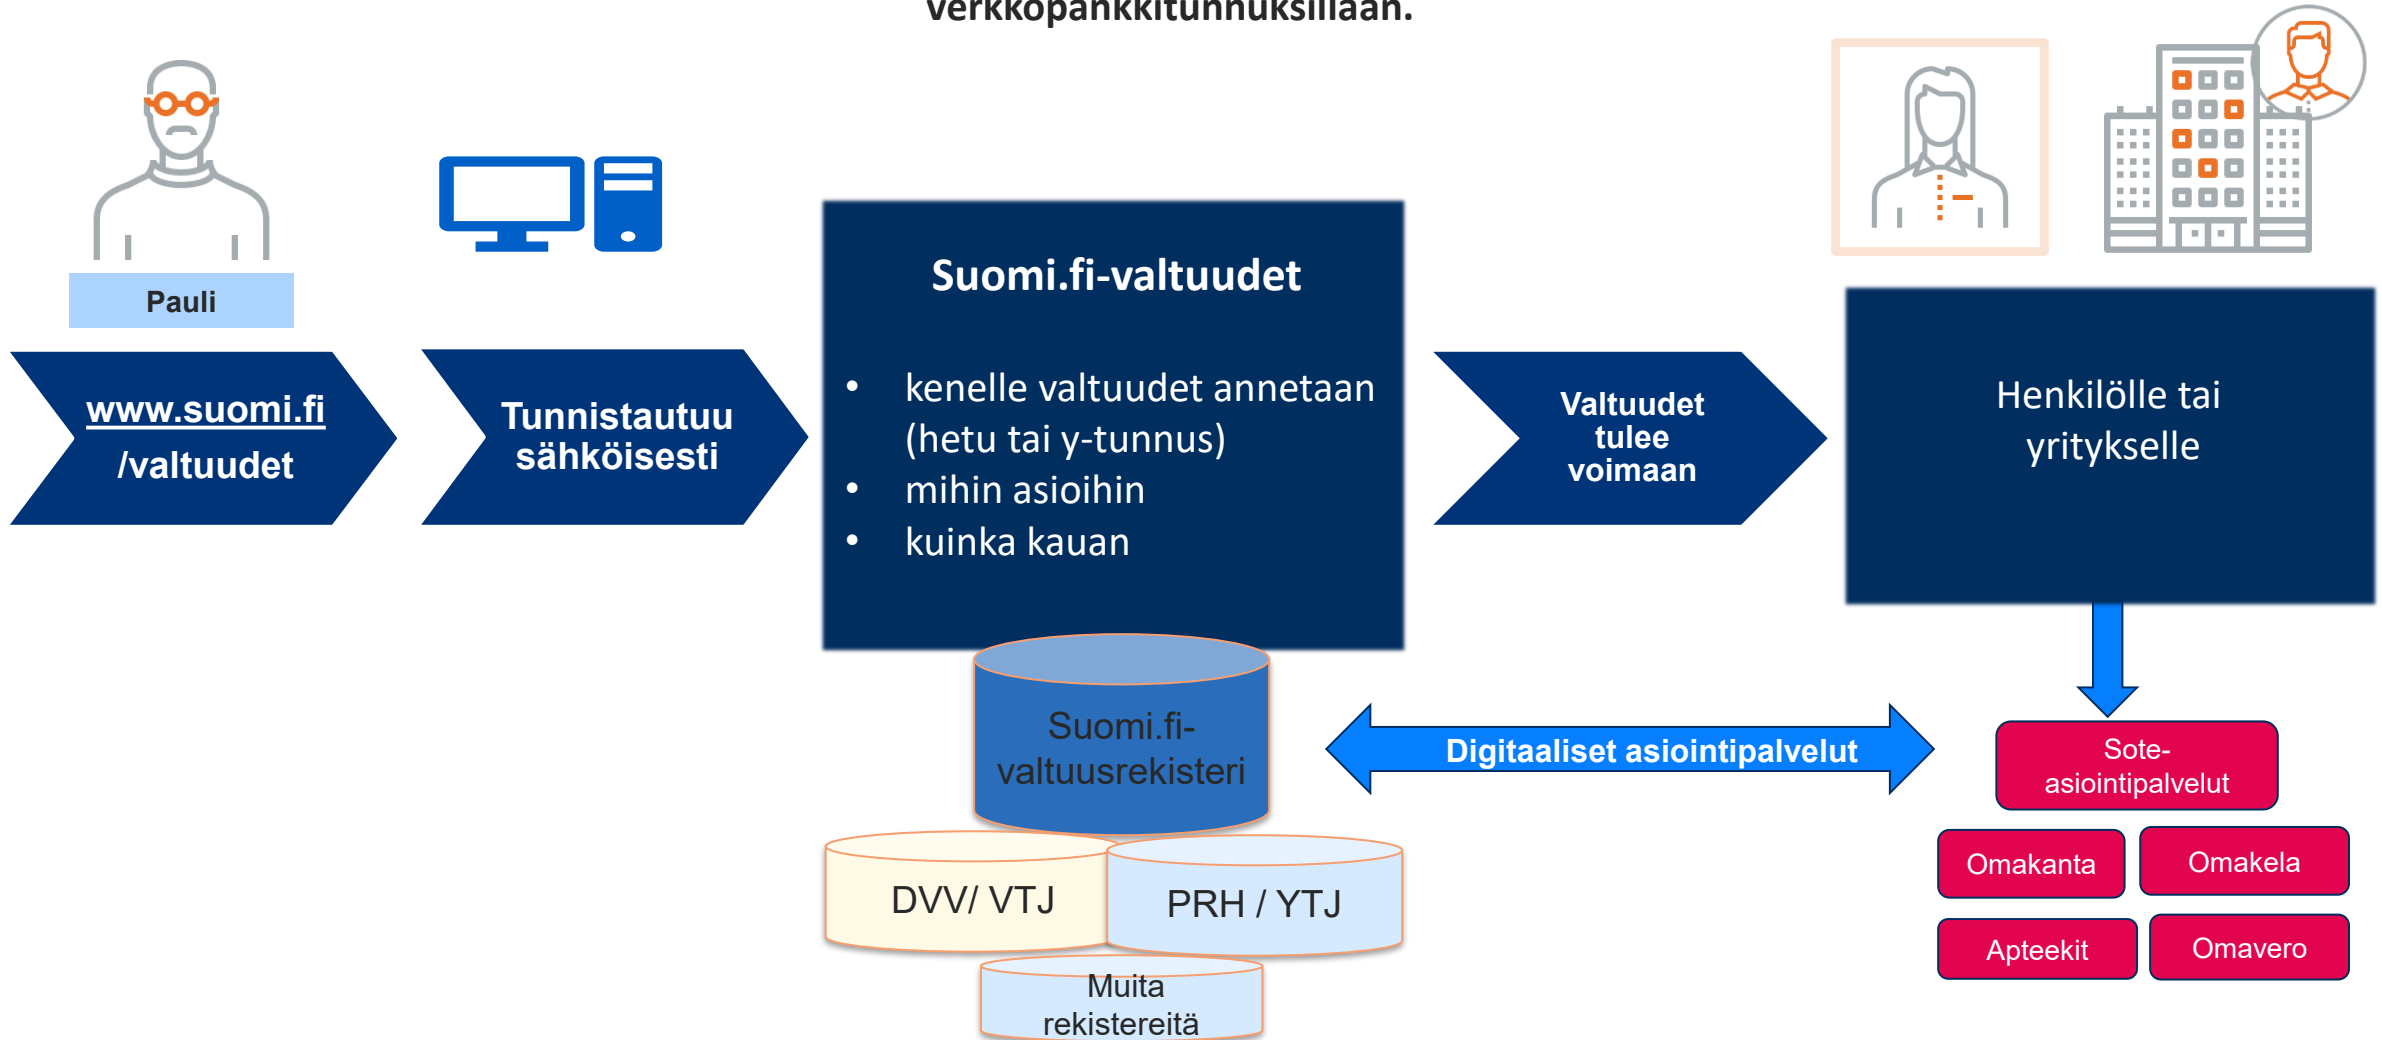 verkkopankkitunnuksillaan.
Pauli
www.suomi.fi
/valtuudet
Tunnistautuu
sähköisesti
Suomi.fi-valtuudet
• kenelle valtuudet annetaan
(hetu tai y-tunnus)
• mihin asioihin
• kuinka kauan
Valtuudet
tulee
voimaan
Henkilölle tai
yritykselle
Suomi.fi-
valtuusrekisteri
Digitaaliset asiointipalvelut
Sote-
asiointipalvelut
Omakanta
Omakela
Apteekit
Omavero
DVV/ VTJ
PRH / YTJ
Muita
rekistereitä